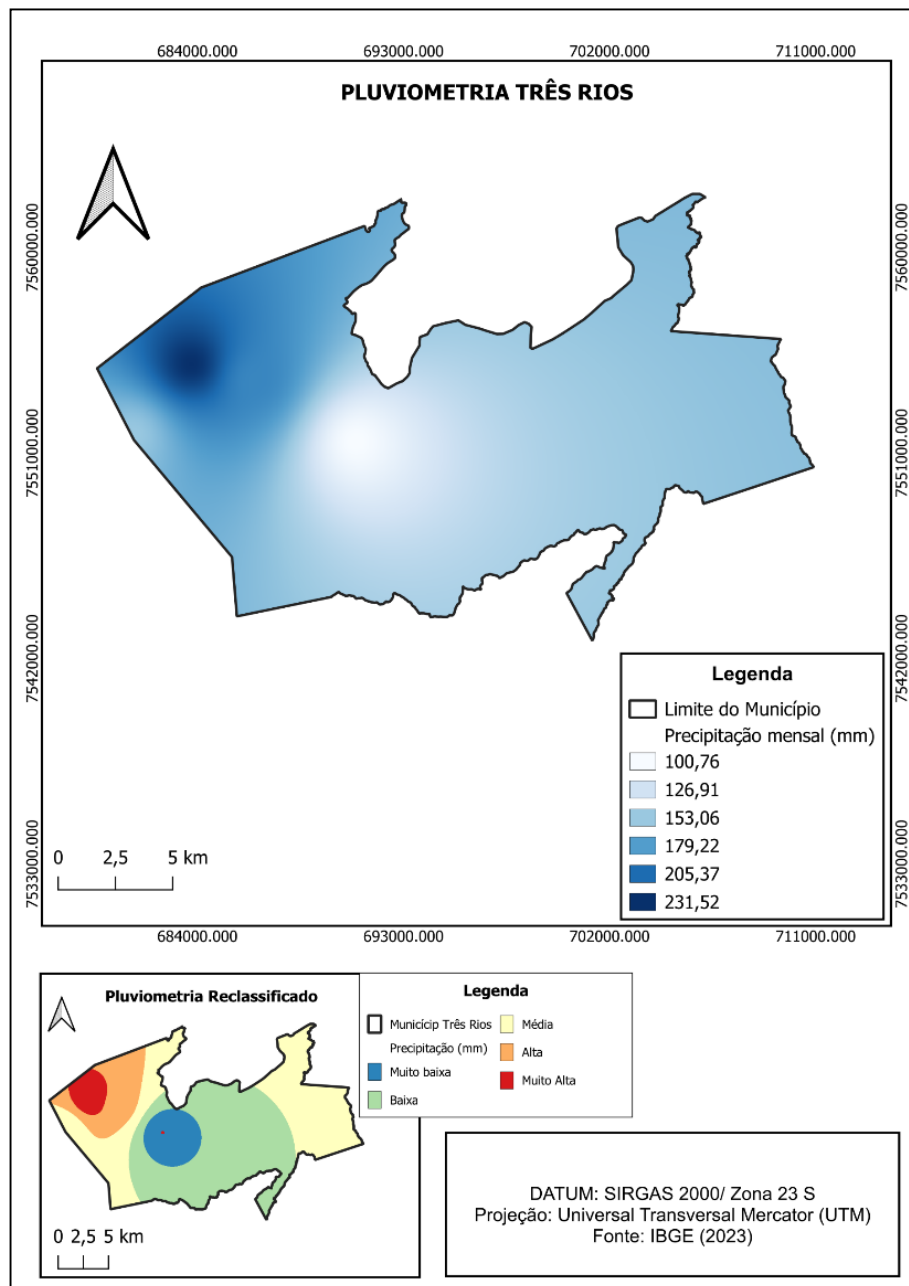 684000.000 693000.000 702000.000 711000.000
PLUVIOMETRIA TRÊS RIOS
7560000.000 7560000.000
7551000.000 7551000.000
7542000.000 7542000.000
7533000.000 7533000.000
Legenda
Limite do Município
Precipitação mensal (mm)
100,76
126,91
153,06
179,22
205,37
231,52
0 2,5 5 km
684000.000 693000.000 702000.000 711000.000
Pluviometria Reclassificado
0 2,5 5 km
Legenda
Municícip Três Rios
Precipitação (mm)
Muito baixa
Baixa
Média
Alta
Muito Alta
DATUM: SIRGAS 2000/ Zona 23 S
Projeção: Universal Transversal Mercator (UTM)
Fonte: IBGE (2023)